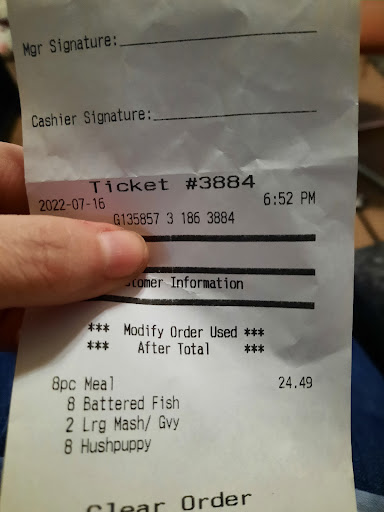 Mgr Signature:
Cashier Signature:
Ticket #3884
2022-07-16 6:52 PM
G135857 3 186 3884
Information
*** Modify Order Used ***
*** After Total ***
8pc Meal 24.49
8 Battered Fish
2 Lrg Mash/ Gvy
8 Hushpuppy
Clear Order